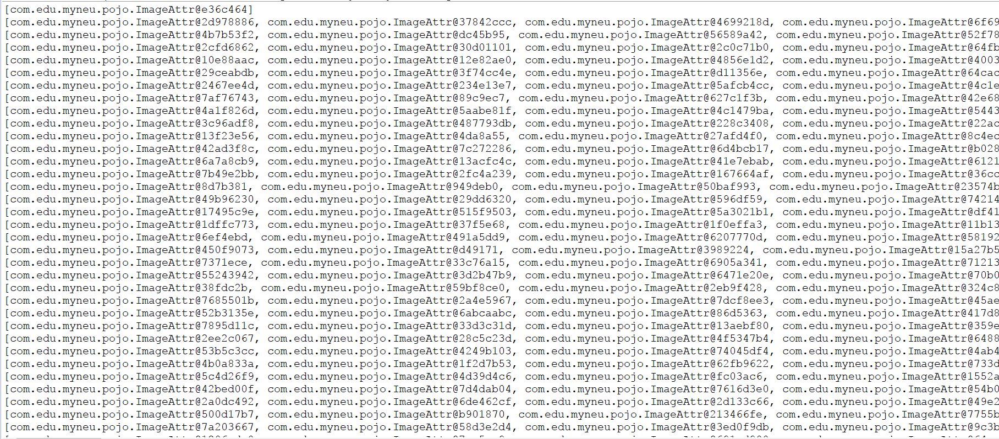 [com.edu.myneu.pojo.ImageAttr@e36c464]
[com.edu.myneu.pojo.ImageAttr@2d978886, com.edu.myneu.pojo.ImageAttr@37842ccc, com.edu.myneu.pojo.ImageAttr@4699218d, com.edu.myneu.pojo.ImageAttr@6f69
[com.edu.myneu.pojo.ImageAttr@4b7b53f2, com.edu.myneu.pojo.ImageAttr@dc45b95, com.edu.myneu.pojo.ImageAttr@56589a42, com.edu.myneu.pojo.ImageAttr@52f78
[com.edu.myneu.pojo.ImageAttr@2cfd6862, com.edu.myneu.pojo.ImageAttr@30d01101, com.edu.myneu.pojo.ImageAttr@2c0c71b0, com.edu.myneu.pojo.ImageAttr@64fb
[com.edu.myneu.pojo.ImageAttr@10e88aac, com.edu.myneu.pojo.ImageAttr@12e82ae0, com.edu.myneu.pojo.ImageAttr@4856e1d2, com.edu.myneu.pojo.ImageAttr@4003
[com.edu.myneu.pojo.ImageAttr@29ceabdb, com.edu.myneu.pojo.ImageAttr@3f74cc4e, com.edu.myneu.pojo.ImageAttr@d11356e, com.edu.myneu.pojo.ImageAttr@64cac
[com.edu.myneu.pojo.ImageAttr@2467ee4d, com.edu.myneu.pojo.ImageAttr@234e13e7, com.edu.myneu.pojo.ImageAttr@5afcb4cc, com.edu.myneu.pojo.ImageAttr@4c1e
[com.edu.myneu.pojo.ImageAttr@7af76743, com.edu.myneu.pojo.ImageAttr@89c9ec7, com.edu.myneu.pojo.ImageAttr@627c1f3b, com.edu.myneu.pojo.ImageAttr@42e68
[com.edu.myneu.pojo.ImageAttr@4a1f826d, com.edu.myneu.pojo.ImageAttr@5aabe81f, com.edu.myneu.pojo.ImageAttr@4c1479ba, com.edu.myneu.pojo.ImageAttr@5443
[com.edu.myneu.pojo.ImageAttr@3c96adf8, com.edu.myneu.pojo.ImageAttr@487793db, com.edu.myneu.pojo.ImageAttr@228c3408, com.edu.myneu.pojo.ImageAttr@22ac
[com.edu.myneu.pojo.ImageAttr@13f23e56, com.edu.myneu.pojo.ImageAttr@4da8a55, com.edu.myneu.pojo.ImageAttr@27afd4f0, com.edu.myneu.pojo.ImageAttr@8c4ec
[com.edu.myneu.pojo.ImageAttr@42ad3f8c, com.edu.myneu.pojo.ImageAttr@7c272286, com.edu.myneu.pojo.ImageAttr@6d4bcb17, com.edu.myneu.pojo.ImageAttr@b028
[com.edu.myneu.pojo.ImageAttr@6a7a8cb9, com.edu.myneu.pojo.ImageAttr@13acfc4c, com.edu.myneu.pojo.ImageAttr@41e7ebab, com.edu.myneu.pojo.ImageAttr@6121
[com.edu.myneu.pojo.ImageAttr@7b49e2bb, com.edu.myneu.pojo.ImageAttr@2fc4a239, com.edu.myneu.pojo.ImageAttr@167664af, com.edu.myneu.pojo.ImageAttr@36cc
[com.edu.myneu.pojo.ImageAttr@8d7b381, com.edu.myneu.pojo.ImageAttr@949deb0, com.edu.myneu.pojo.ImageAttr@50baf993, com.edu.myneu.pojo.ImageAttr@23574b
[com.edu.myneu.pojo.ImageAttr@49b96230, com.edu.myneu.pojo.ImageAttr@29dd6320, com.edu.myneu.pojo.ImageAttr@596df59, com.edu.myneu.pojo.ImageAttr@74214
[com.edu.myneu.pojo.ImageAttr@17495c9e, com.edu.myneu.pojo.ImageAttr@515f9503, com.edu.myneu.pojo.ImageAttr@5a3021b1, com.edu.myneu.pojo.ImageAttr@df41
[com.edu.myneu.pojo.ImageAttr@1dffc773, com.edu.myneu.pojo.ImageAttr@37f5e68, com.edu.myneu.pojo.ImageAttr@1f0effa3, com.edu.myneu.pojo.ImageAttr@11b13
[com.edu.myneu.pojo.ImageAttr@6ef4ebd, com.edu.myneu.pojo.ImageAttr@491a5dd9, com.edu.myneu.pojo.ImageAttr@6207770d, com.edu.myneu.pojo.ImageAttr@58192
[com.edu.myneu.pojo.ImageAttr@450f9073, com.edu.myneu.pojo.ImageAttr@d49171, com.edu.myneu.pojo.ImageAttr@3989224, com.edu.myneu.pojo.ImageAttr@15a27b5
[com.edu.myneu.pojo.ImageAttr@7371ece, com.edu.myneu.pojo.ImageAttr@33c76a15, com.edu.myneu.pojo.ImageAttr@6905a341, com.edu.myneu.pojo.ImageAttr@71213
[com.edu.myneu.pojo.ImageAttr@55243942, com.edu.myneu.pojo.ImageAttr@3d2b47b9, com.edu.myneu.pojo.ImageAttr@6471e20e, com.edu.myneu.pojo.ImageAttr@70b0
[com.edu.myneu.pojo.ImageAttr@38fdc2b, com.edu.myneu.pojo.ImageAttr@59bf8ce0, com.edu.myneu.pojo.ImageAttr@2eb9f428, com.edu.myneu.pojo.ImageAttr@324c8
[com.edu.myneu.pojo.ImageAttr@7685501b, com.edu.myneu.pojo.ImageAttr@2a4e5967, com.edu.myneu.pojo.ImageAttr@7dcf8ee3, com.edu.myneu.pojo.ImageAttr@45ae
[com.edu.myneu.pojo.ImageAttr@52b3135e, com.edu.myneu.pojo.ImageAttr@6abcaabc, com.edu.myneu.pojo.ImageAttr@86d5363, com.edu.myneu.pojo.ImageAttr@417d8
[com.edu.myneu.pojo.ImageAttr@7895d11c, com.edu.myneu.pojo.ImageAttr@33d3c31d, com.edu.myneu.pojo.ImageAttr@13aebf80, com.edu.myneu.pojo.ImageAttr@359e
[com.edu.myneu.pojo.ImageAttr@2ee2c067, com.edu.myneu.pojo.ImageAttr@28c5c23d, com.edu.myneu.pojo.ImageAttr@4f5347b4, com.edu.myneu.pojo.ImageAttr@6488
[com.edu.myneu.pojo.ImageAttr@53b5c3cc, com.edu.myneu.pojo.ImageAttr@4249b103, com.edu.myneu.pojo.ImageAttr@74045df4, com.edu.myneu.pojo.ImageAttr@4ab4
[com.edu.myneu.pojo.ImageAttr@4b0a833a, com.edu.myneu.pojo.ImageAttr@1f2d7b53, com.edu.myneu.pojo.ImageAttr@62fb9622, com.edu.myneu.pojo.ImageAttr@733d
[com.edu.myneu.pojo.ImageAttr@5c4d26f9, com.edu.myneu.pojo.ImageAttr@4d39d4c6, com.edu.myneu.pojo.ImageAttr@fc03ac6, com.edu.myneu.pojo.ImageAttr@1552a
[com.edu.myneu.pojo.ImageAttr@42bed00f, com.edu.myneu.pojo.ImageAttr@7d4dab04, com.edu.myneu.pojo.ImageAttr@7616d3e0, com.edu.myneu.pojo.ImageAttr@54b0
[com.edu.myneu.pojo.ImageAttr@2a0dc492, com.edu.myneu.pojo.ImageAttr@6de462cf, com.edu.myneu.pojo.ImageAttr@2d133c66, com.edu.myneu.pojo.ImageAttr@49e2
[com.edu.myneu.pojo.ImageAttr@500d17b7, com.edu.myneu.pojo.ImageAttr@b901870, com.edu.myneu.pojo.ImageAttr@213466fe, com.edu.myneu.pojo.ImageAttr@7755b
[com.edu.myneu.pojo.ImageAttr@7a203667, com.edu.myneu.pojo.ImageAttr@58d3e2d4, com.edu.myneu.pojo.ImageAttr@3ed0f9db, com.edu.myneu.pojo.ImageAttr@9c3b